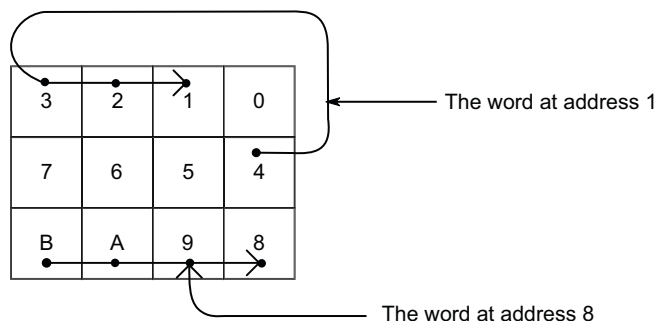 3 2 1 0
The word at address 1
7 6 5 4
B A 9 8
The word at address 8